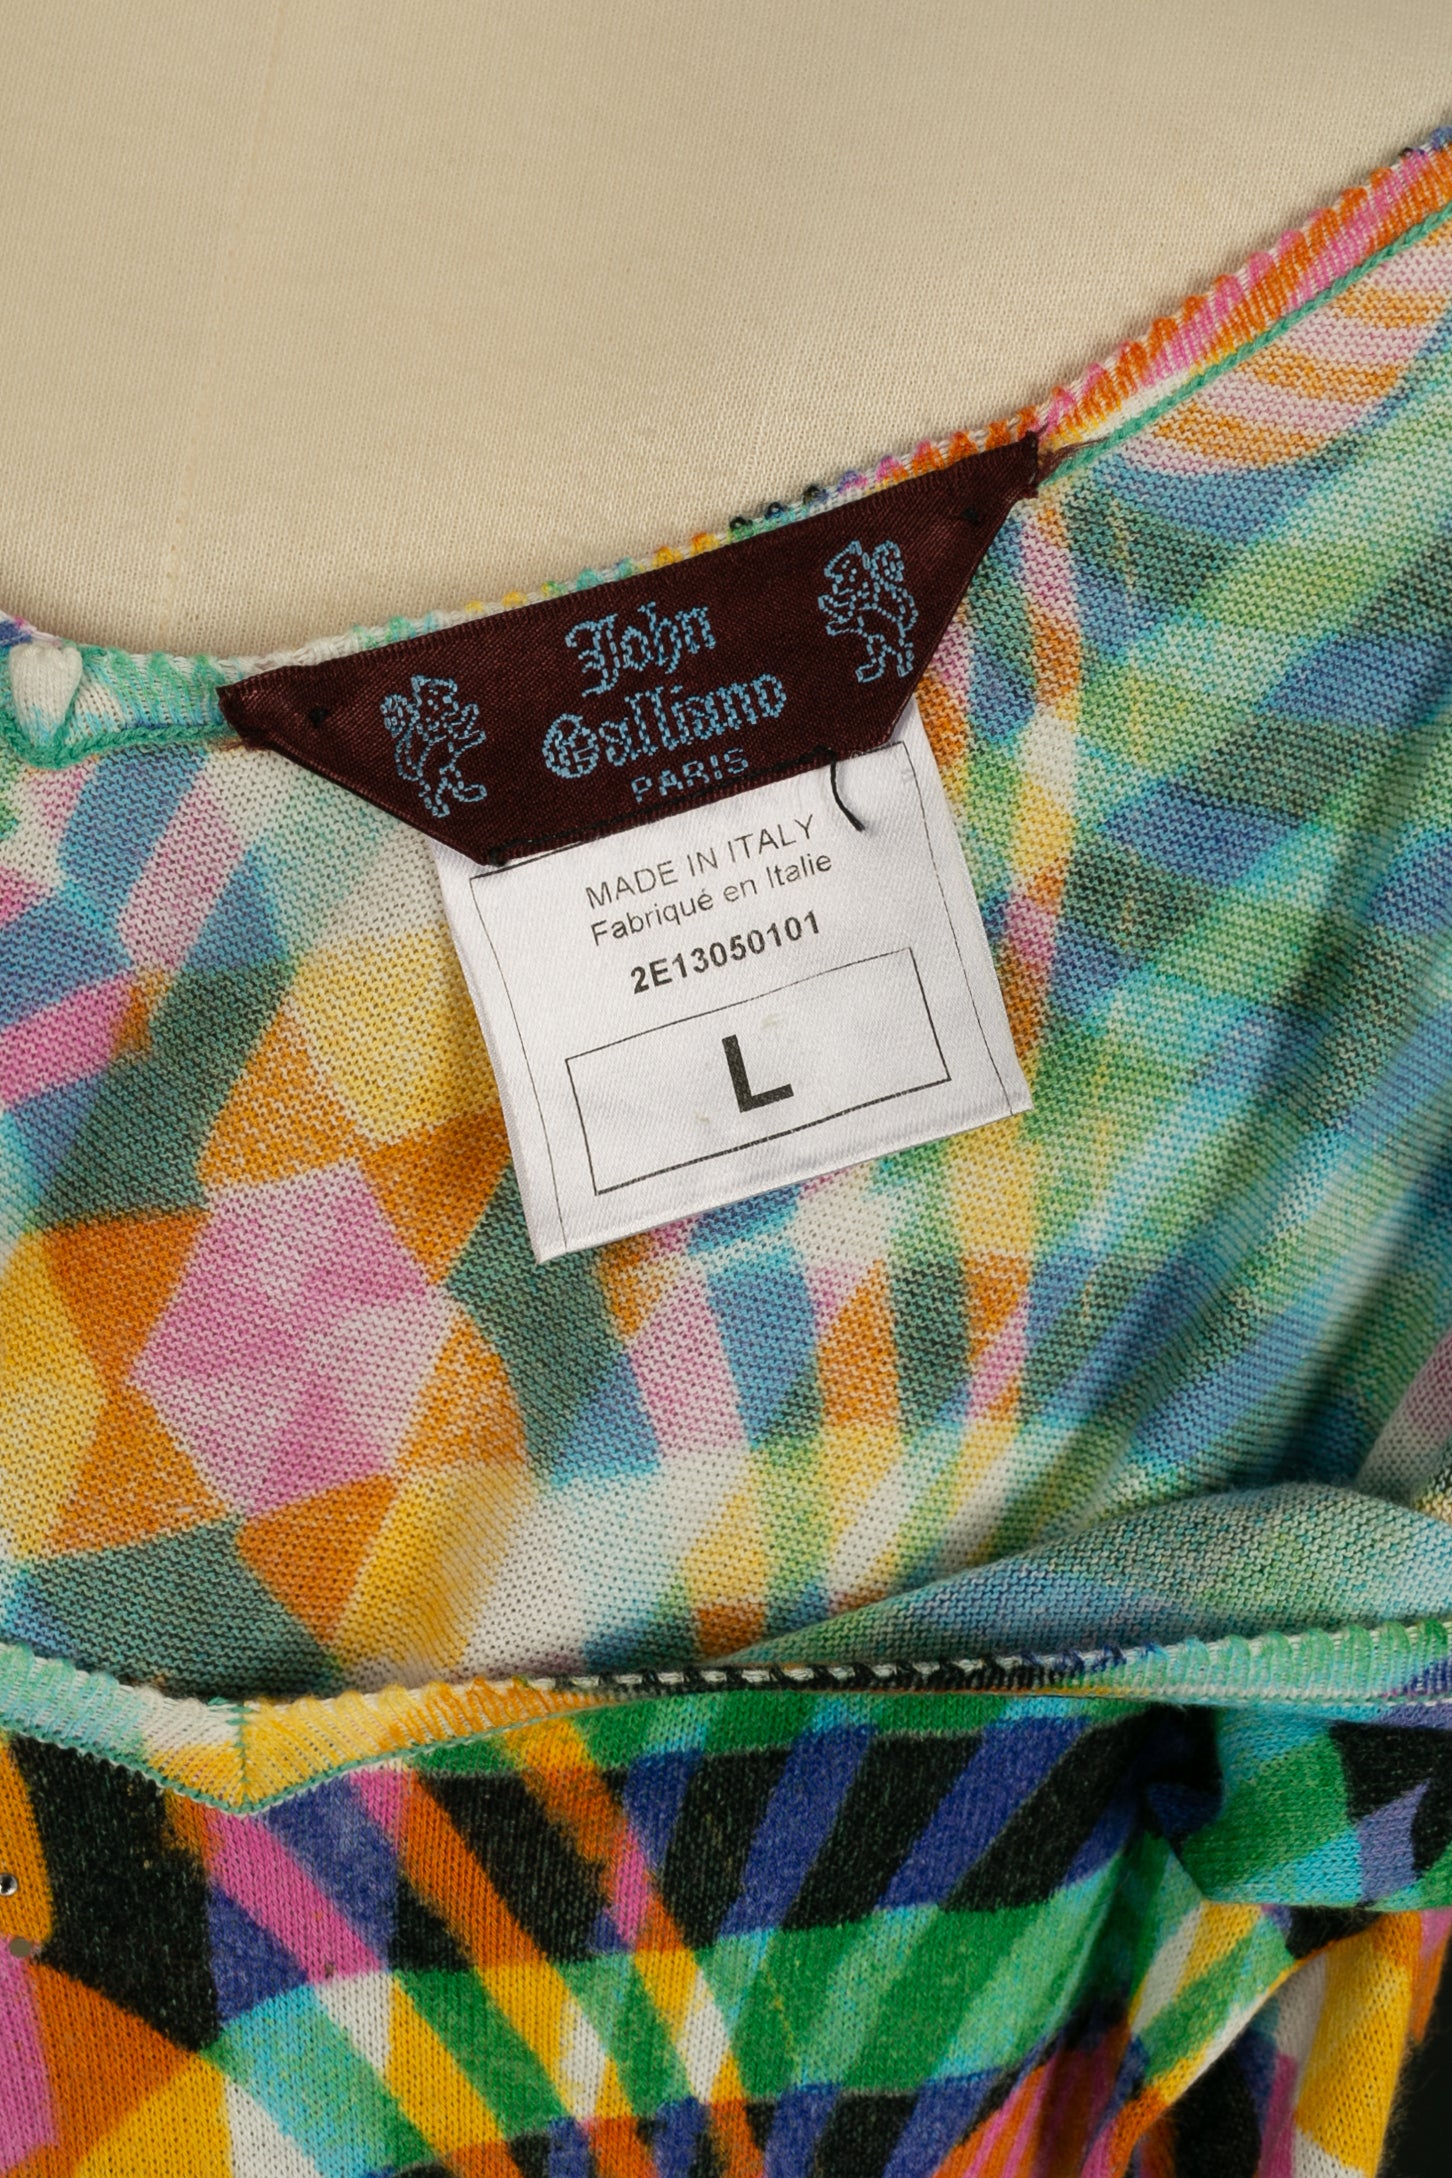 John
Galliano
PARIS
MADE IN ITALY
Fabriqué en Italie
2E13050101
L